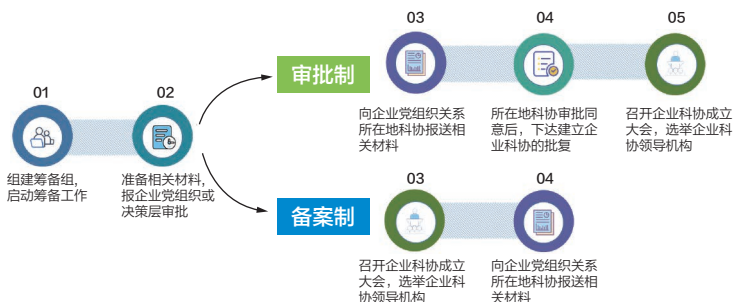 01
组建筹备组，
启动筹备工作
02
准备相关材料，
报企业党组织或
决策层审批
审批制
03
向企业党组织关系
所在地科协报送相
关材料
04
所在地科协审批同
意后，下达建立企
业科协的批复
05
召开企业科协成立
大会，选举企业科
协领导机构
备案制
03
召开企业科协成立
大会，选举企业科
协领导机构
04
向企业党组织关系
所在地科协报送相
关材料